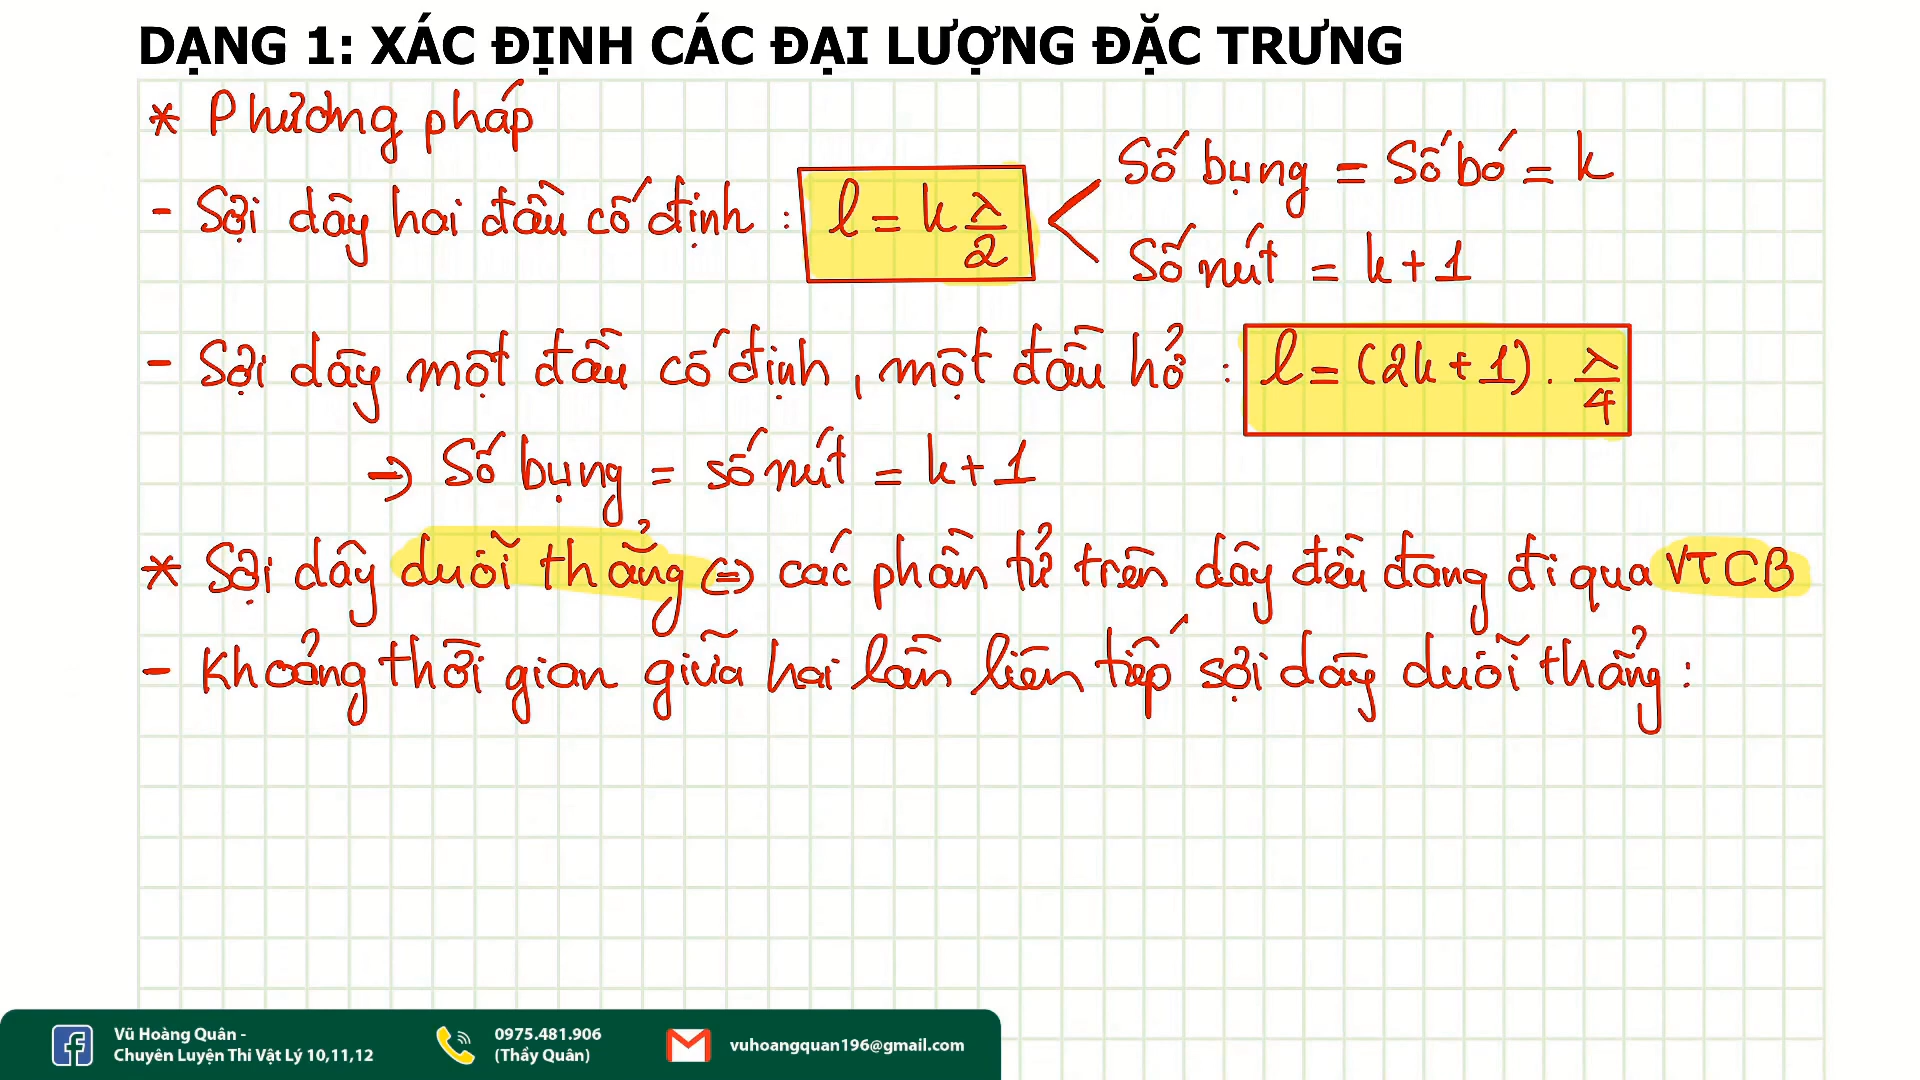 DẠNG 1: XÁC ĐỊNH CÁC ĐẠI LƯỢNG ĐẶC TRƯNG
* Phương pháp
- Sợi dây hai đầu cố định : l = k λ/2 < Số bụng = Số bó = k
Số nút = k + 1
- Sợi dây một đầu cố định, một đầu hở : l = (2k + 1) . λ/4
→ Số bụng = số nút = k + 1
* Sợi dây duỗi thẳng ⇔ các phần tử trên dây đều đang đi qua VTCB
- Khoảng thời gian giữa hai lần liên tiếp sợi dây duỗi thẳng :
Vũ Hoàng Quân -
Chuyên Luyện Thi Vật Lý 10,11,12
0975.481.906
(Thầy Quân)
vuhoangquan196@gmail.com